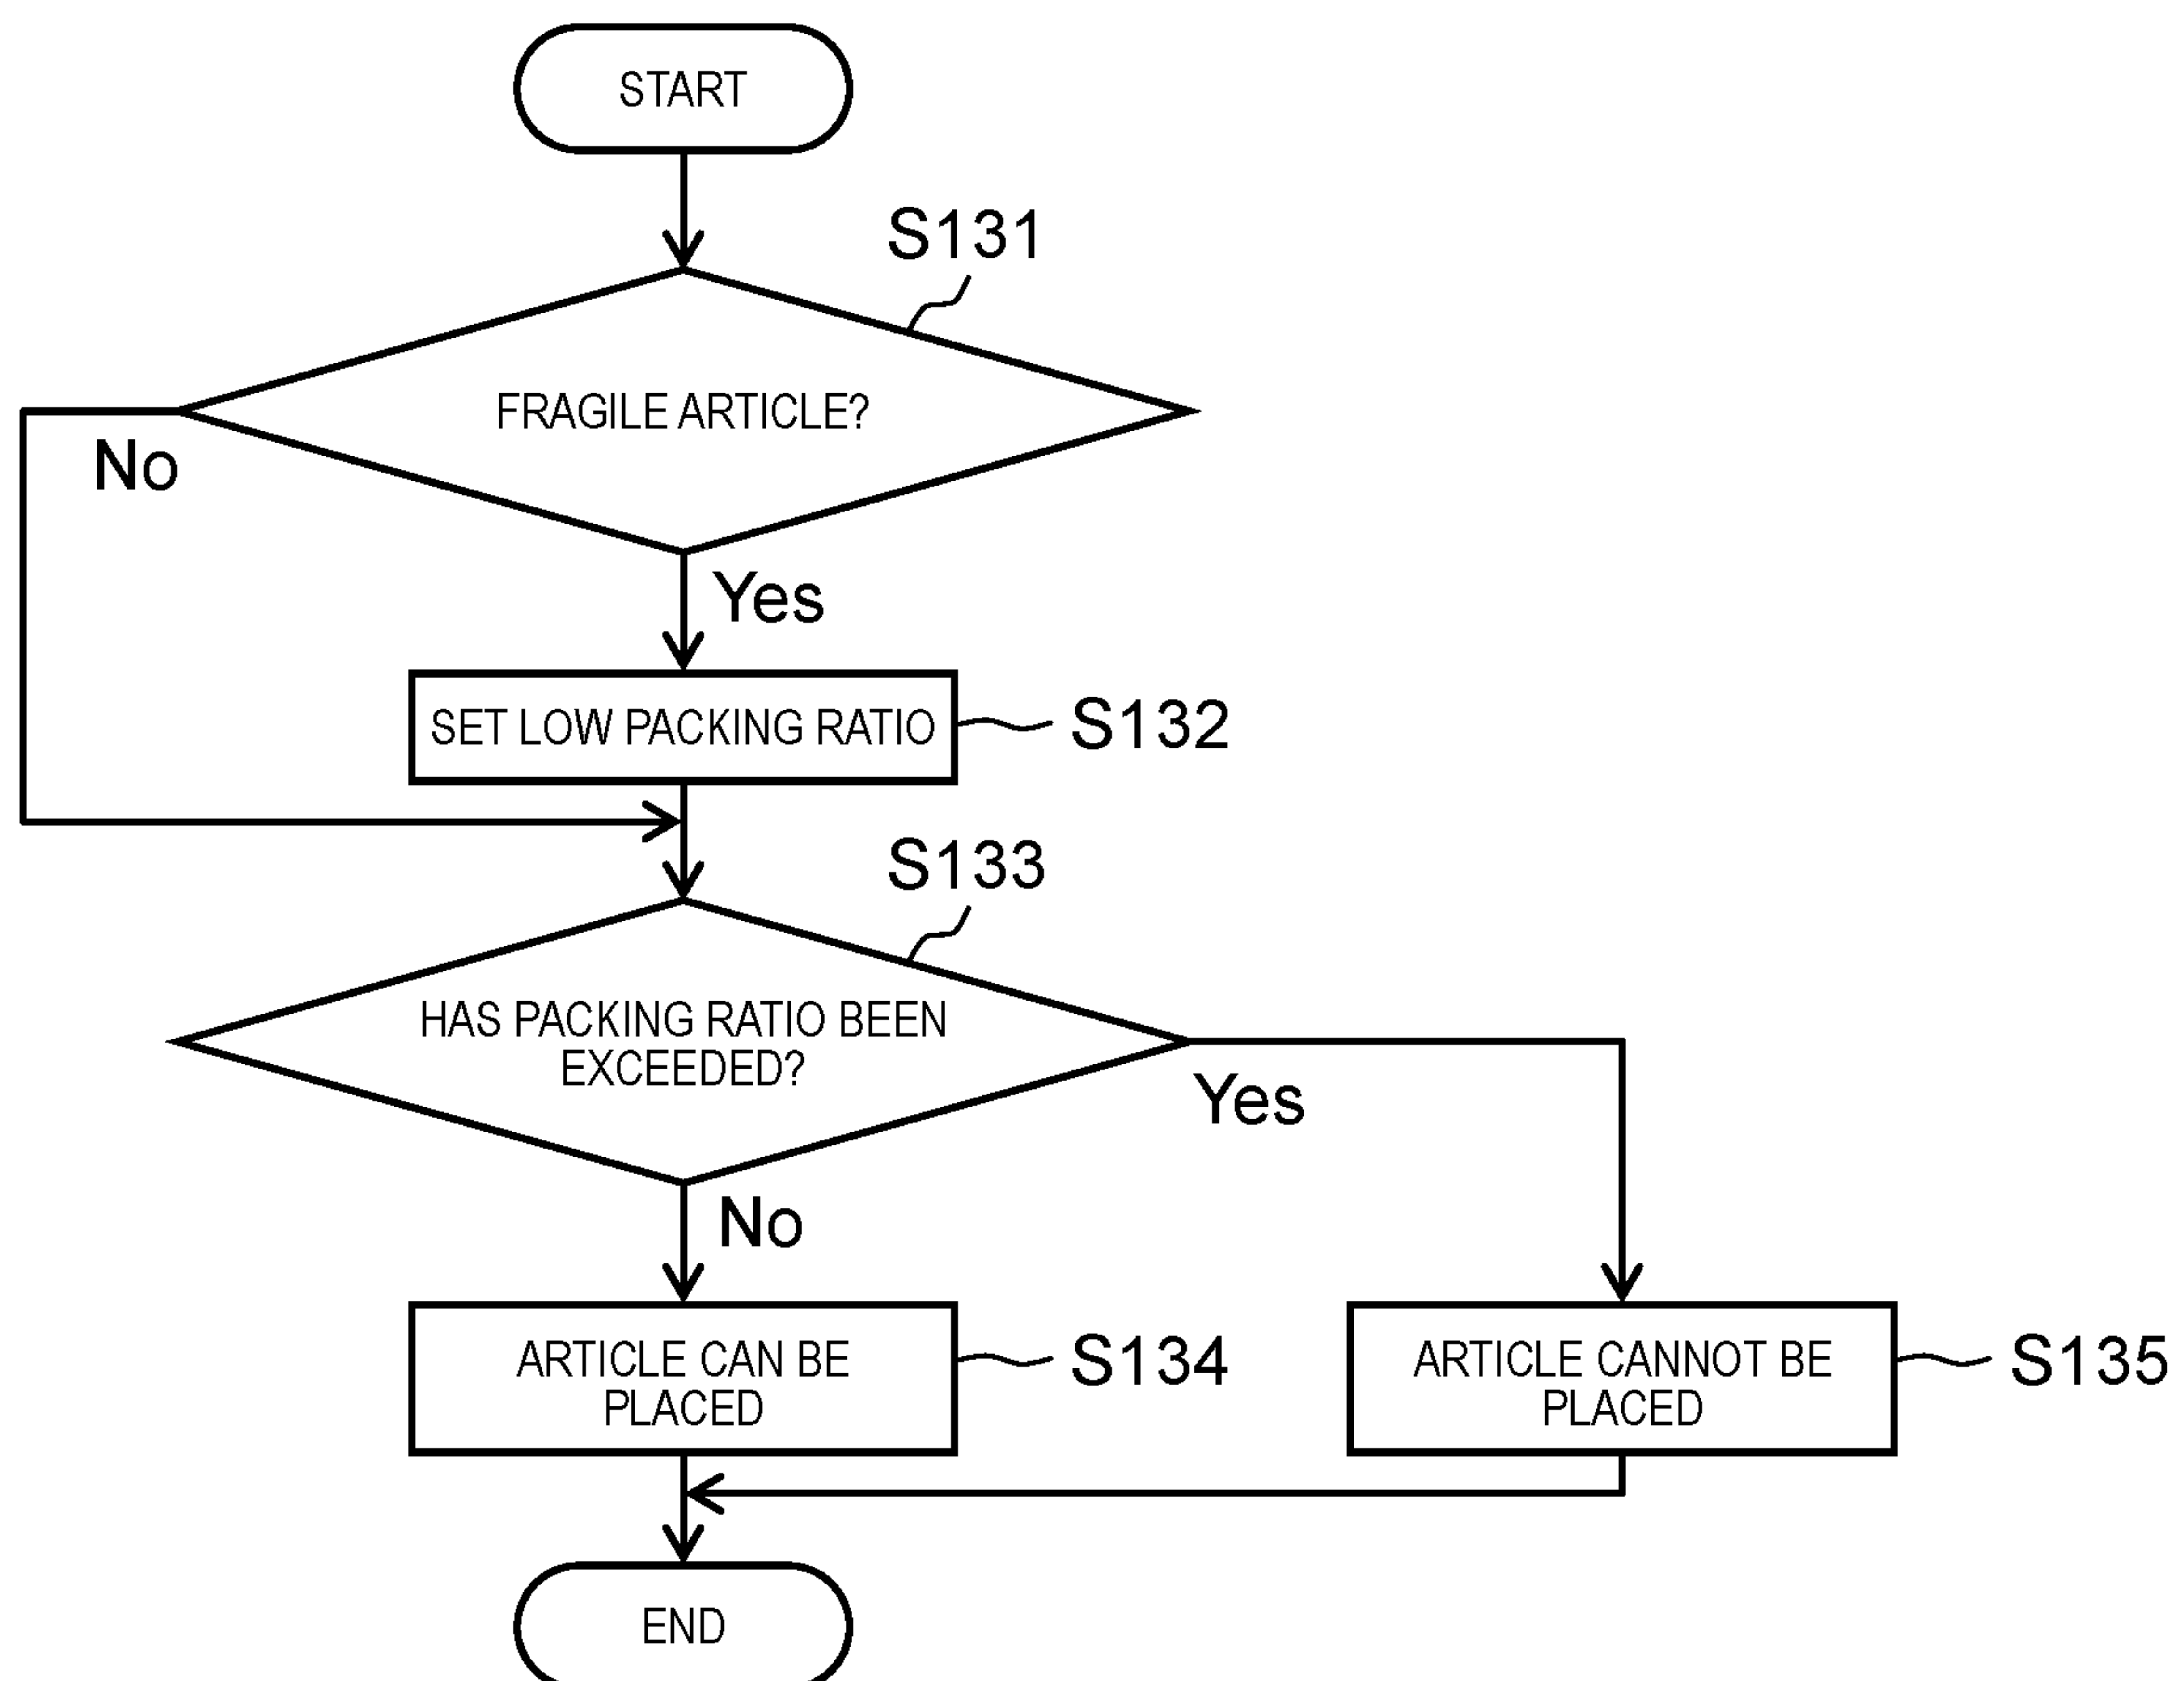 START
S131
FRAGILE ARTICLE?
No
Yes
SET LOW PACKING RATIO
S132
S133
HAS PACKING RATIO BEEN
EXCEEDED?
Yes
No
ARTICLE CAN BE
PLACED
S134
ARTICLE CANNOT BE
PLACED
S135
END